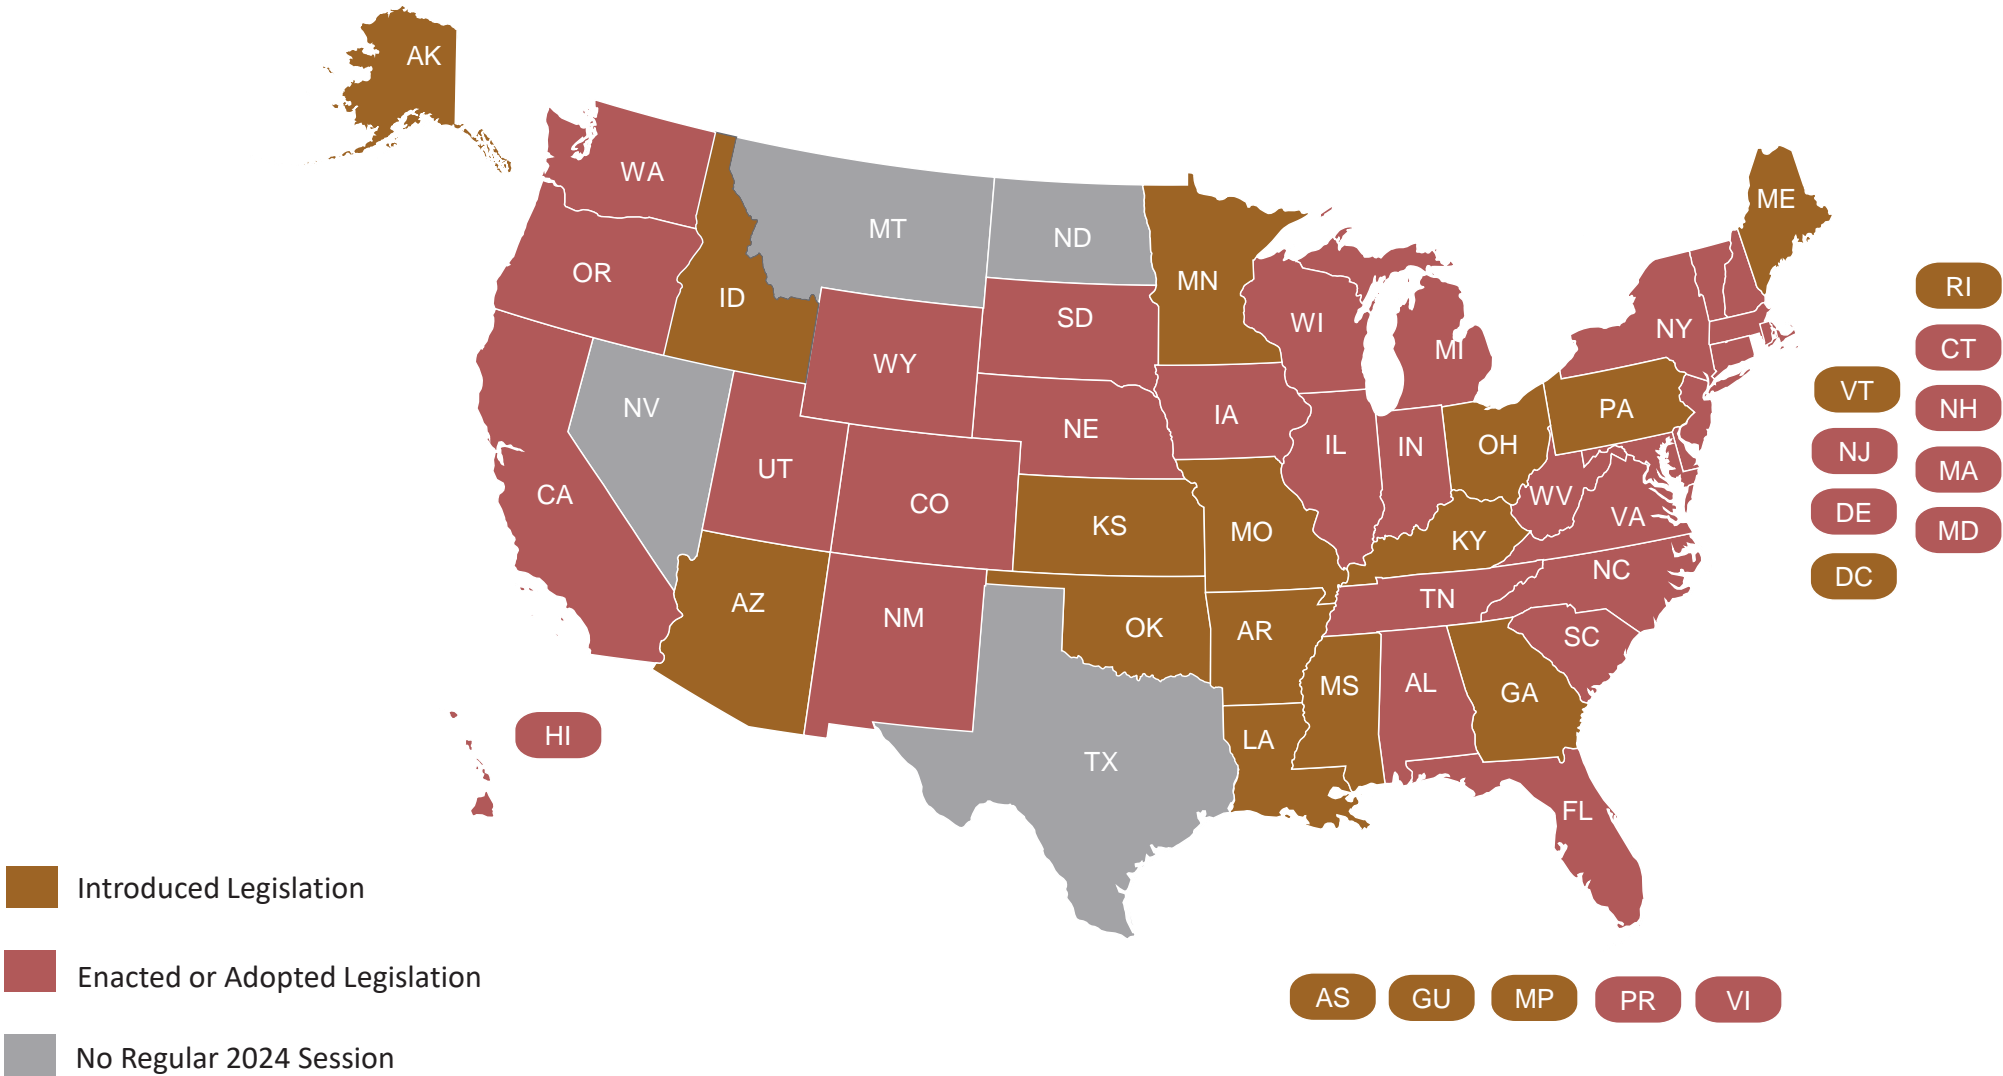 AK
WA
MT
ND
ME
OR
ID
MN
SD
WI
NY
MI
RI
CT
WY
NV
NE
IA
PA
VT
NH
UT
IL
IN
OH
NJ
MA
CA
CO
WV
VA
DE
MD
KS
MO
KY
DC
AZ
NM
OK
AR
TN
NC
SC
MS
AL
GA
HI
TX
LA
FL
Introduced Legislation
Enacted or Adopted Legislation
No Regular 2024 Session
AS
GU
MP
PR
VI